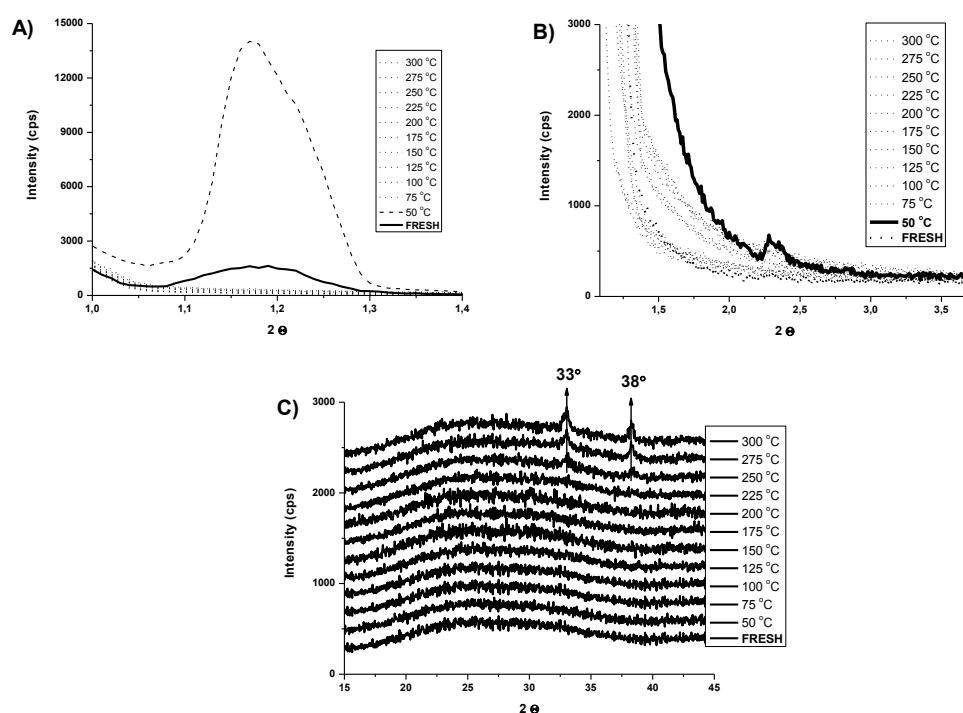 A)
15000
12000
9000
6000
3000
0
Intensity (cps)
1,0
1,1
1,2
1,3
1,4
2 Θ
300 °C
275 °C
250 °C
225 °C
200 °C
175 °C
150 °C
125 °C
100 °C
75 °C
50 °C
FRESH
B)
3000
2000
1000
0
Intensity (cps)
1,5
2,0
2,5
3,0
3,5
2 Θ
300 °C
275 °C
250 °C
225 °C
200 °C
175 °C
150 °C
125 °C
100 °C
75 °C
50 °C
FRESH
C)
33º
38º
3000
2000
1000
0
Intensity (cps)
15
20
25
30
35
40
45
2 Θ
300 °C
275 °C
250 °C
225 °C
200 °C
175 °C
150 °C
125 °C
100 °C
75 °C
50 °C
FRESH